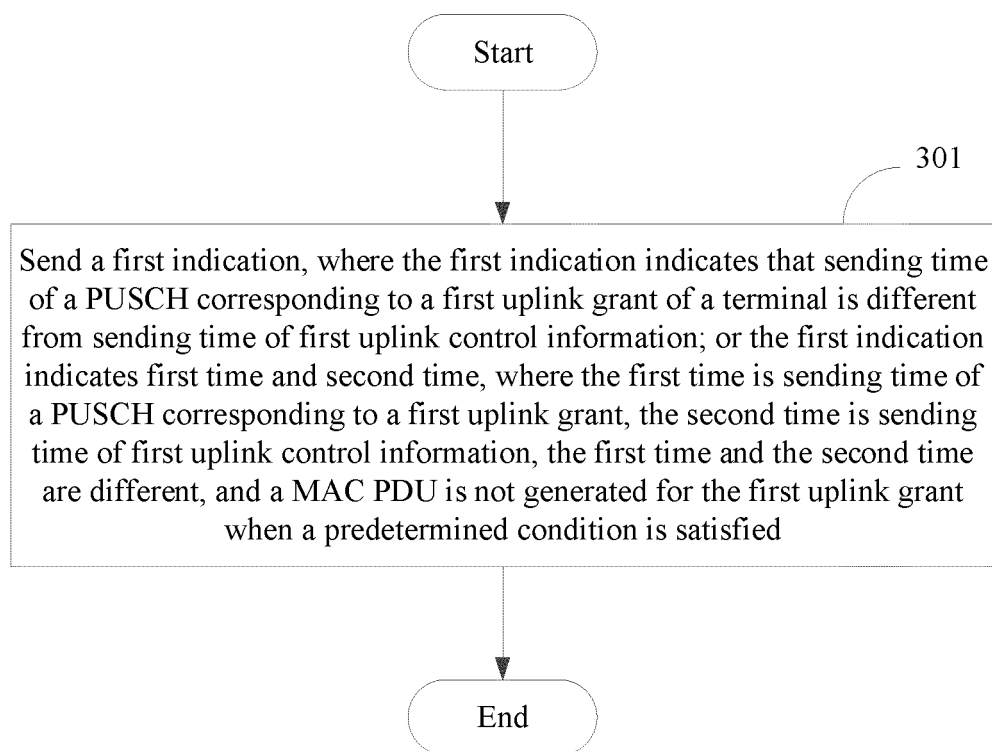 Start
301
Send a first indication, where the first indication indicates that sending time
of a PUSCH corresponding to a first uplink grant of a terminal is different
from sending time of first uplink control information; or the first indication
indicates first time and second time, where the first time is sending time of
a PUSCH corresponding to a first uplink grant, the second time is sending
time of first uplink control information, the first time and the second time
are different, and a MAC PDU is not generated for the first uplink grant
when a predetermined condition is satisfied
End